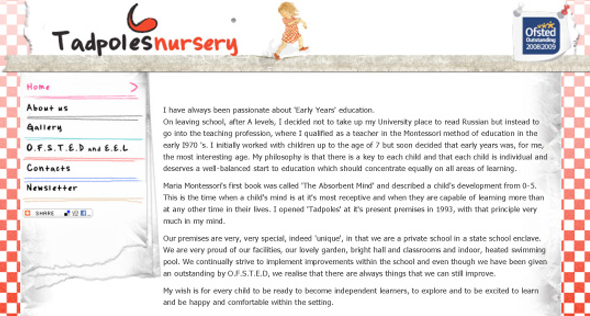 Tadpolesnursery
Ofsted
Outstanding
2008|2009
Home
About us
Gallery
O.F.S.T.E.D and E.E.L
Contacts
Newsletter
SHARE
I have always been passionate about 'Early Years' education.
On leaving school, after A levels, I decided not to take up my University place to read Russian but instead to
go into the teaching profession, where I qualified as a teacher in the Montessori method of education in the
early I970 's. I initially worked with children up to the age of 7 but soon decided that early years was, for me,
the most interesting age. My philosophy is that there is a key to each child and that each child is individual and
deserves a well-balanced start to education which should concentrate equally on all areas of learning.
Maria Montessori's first book was called 'The Absorbent Mind' and described a child's development from 0-5.
This is the time when a child's mind is at it's most receptive and when they are capable of learning more than
at any other time in their lives. I opened 'Tadpoles' at it's present premises in 1993, with that principle very
much in my mind.
Our premises are very, very special, indeed 'unique', in that we are a private school in a state school enclave.
We are very proud of our facilities, our lovely garden, bright hall and classrooms and indoor, heated swimming
pool. We continually strive to implement improvements within the school and even though we have been given
an outstanding by O.F.S.T.E.D, we realise that there are always things that we can still improve.
My wish is for every child to be ready to become independent learners, to explore and to be excited to learn
and be happy and comfortable within the setting.